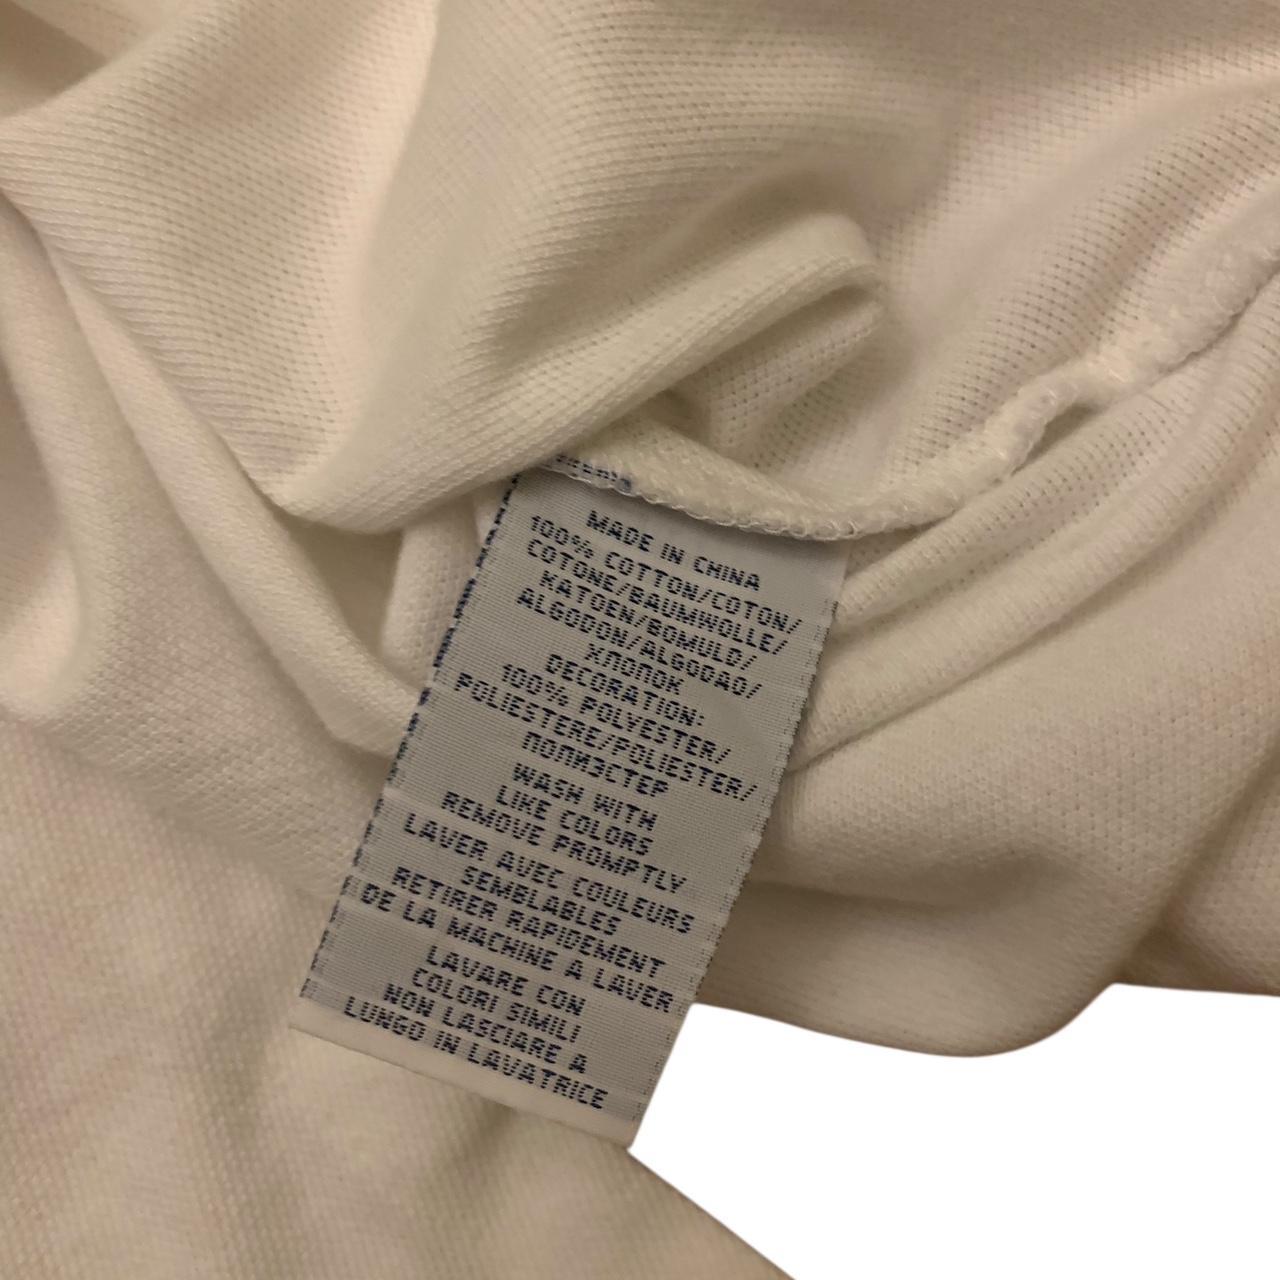 MADE IN CHINA
100% COTTON/COTON/
COTONE/BAUMWOLLE/
KATOEN/BOMULD/
ALGODON/ALGODAO/
ХЛОПОК
DECORATION:
100% POLYESTER/
POLIESTERE/POLIESTER/
ПОЛИЭСТЕР
WASH WITH
LIKE COLORS
REMOVE PROMPTLY
LAVER AVEC COULEURS
SEMBLABLES
RETIRER RAPIDEMENT
DE LA MACHINE A LAVER
LAVARE CON
COLORI SIMILI
NON LASCIARE A
LUNGO IN LAVATRICE